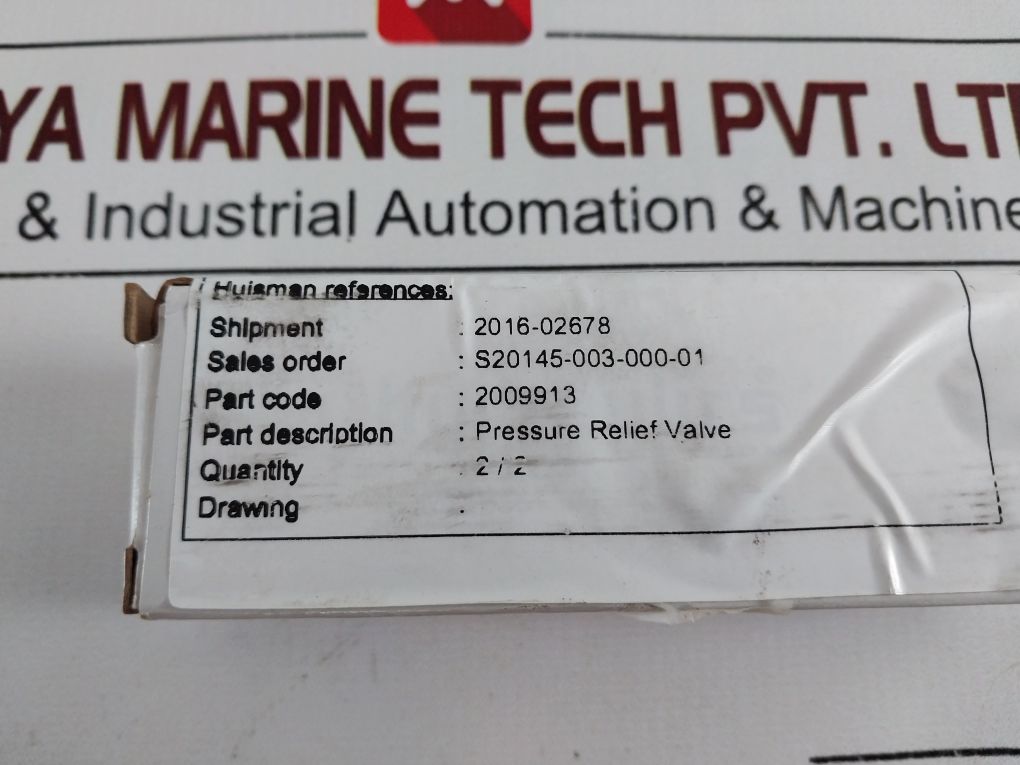 YA MARINE TECH PVT. LT
& Industrial Automation & Machine
Huisman references:
Shipment : 2016-02678
Sales order : S20145-003-000-01
Part code : 2009913
Part description : Pressure Relief Valve
Quantity : 2 / 2
Drawing :